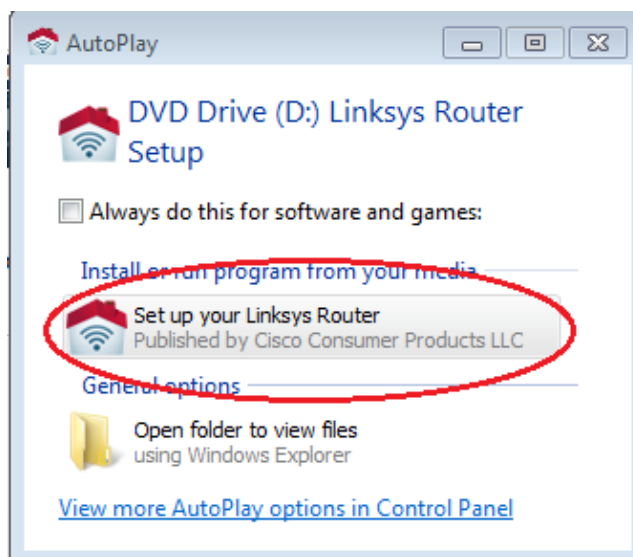 AutoPlay
DVD Drive (D:) Linksys Router
Setup
Always do this for software and games:
Install or run program from your media
Set up your Linksys Router
Published by Cisco Consumer Products LLC
General options
Open folder to view files
using Windows Explorer
View more AutoPlay options in Control Panel